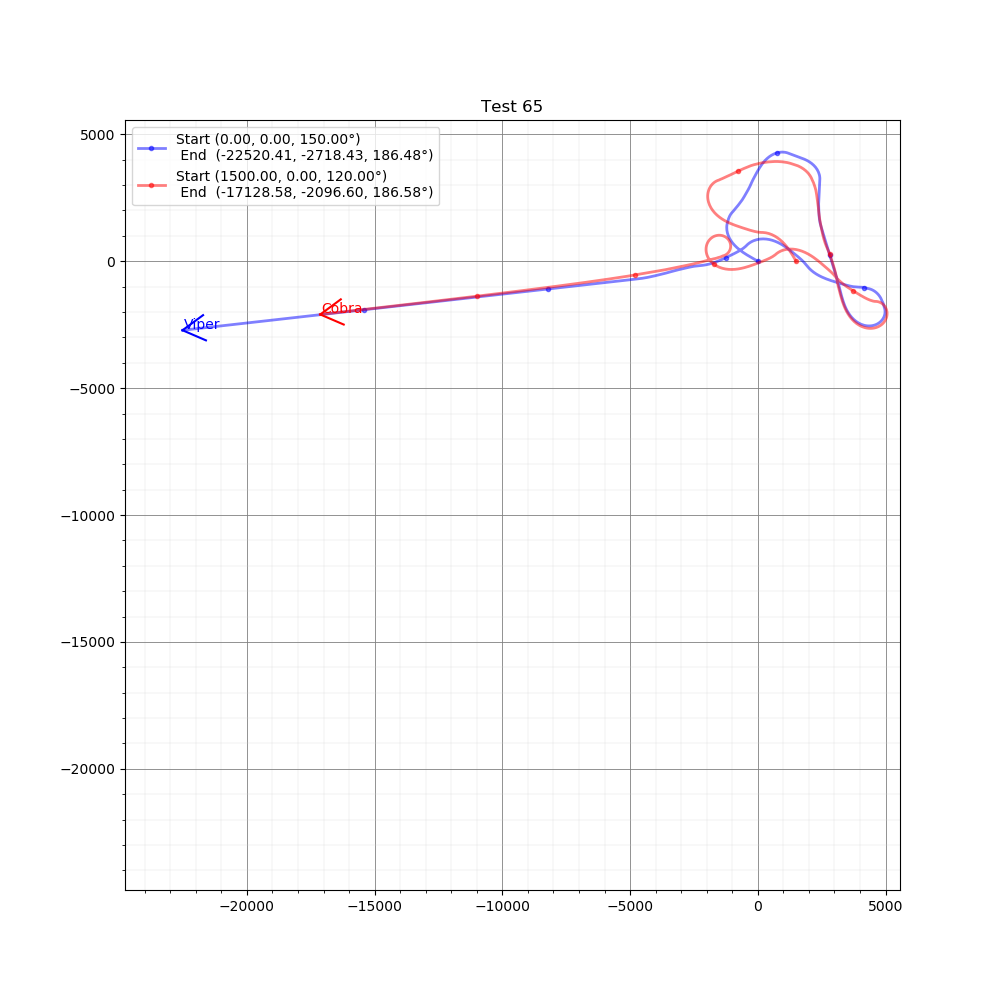 Test 65
Start (0.00, 0.00, 150.00°)
End (-22520.41, -2718.43, 186.48°)
Start (1500.00, 0.00, 120.00°)
End (-17128.58, -2096.60, 186.58°)
5000
0
−5000
−10000
−15000
−20000
Cobra
Viper
−20000 −15000 −10000 −5000 0 5000